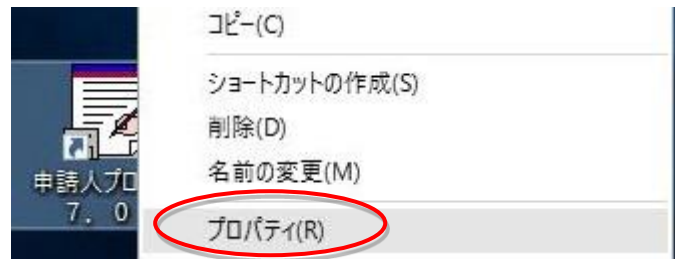 コピー(C)
ショートカットの作成(S)
削除(D)
名前の変更(M)
プロパティ(R)
申請人プロ
7．0